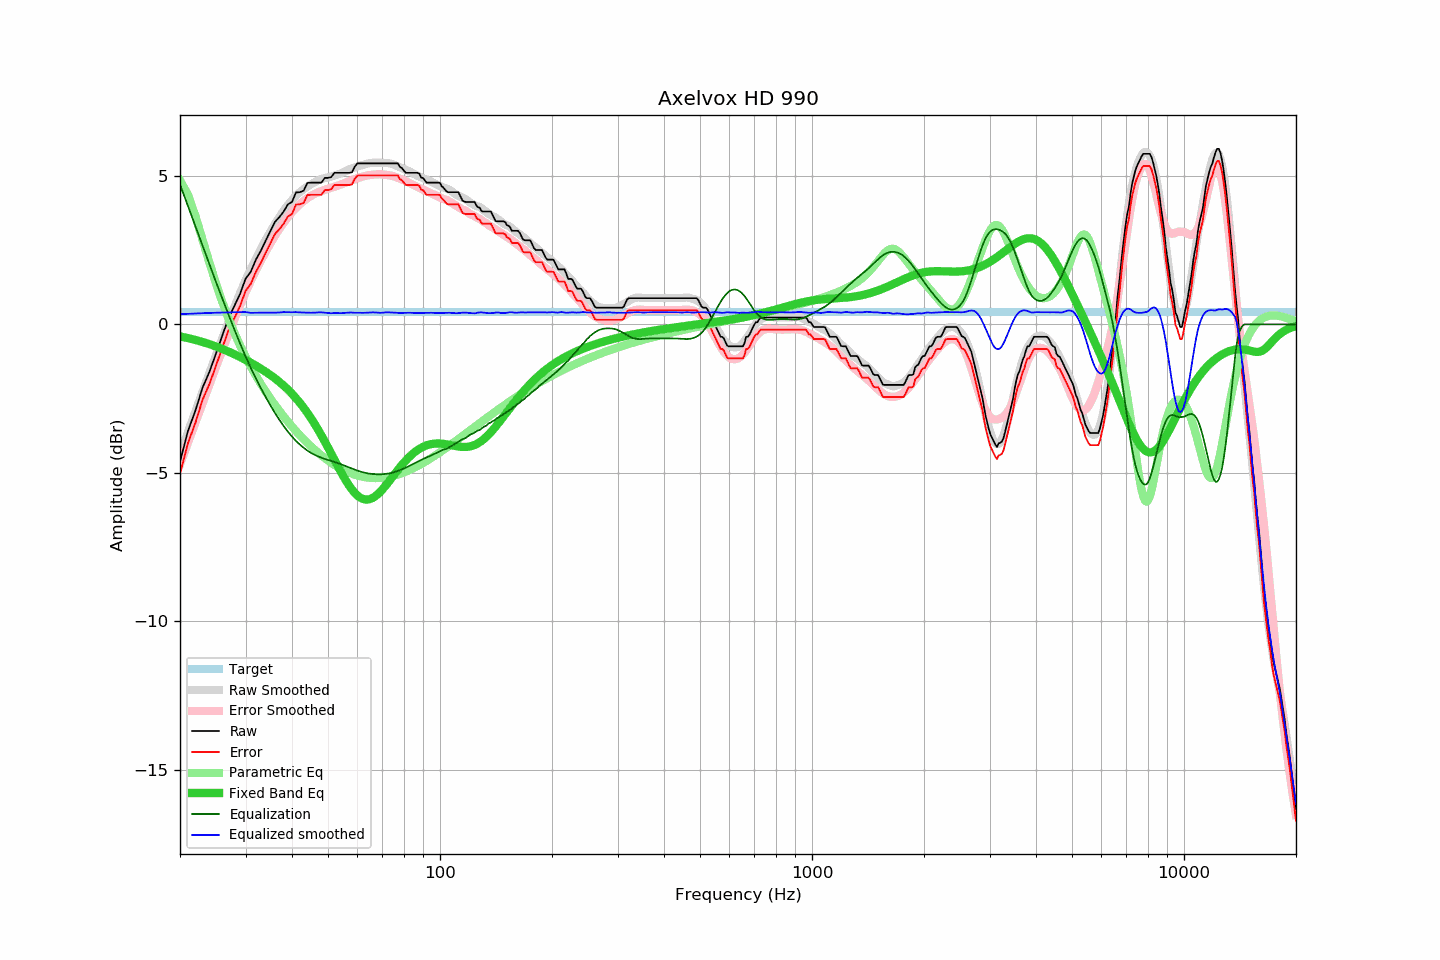 Axelvox HD 990
Amplitude (dBr)
5
0
−5
−10
−15
Target
Raw Smoothed
Error Smoothed
Raw
Error
Parametric Eq
Fixed Band Eq
Equalization
Equalized smoothed
100
1000
10000
Frequency (Hz)